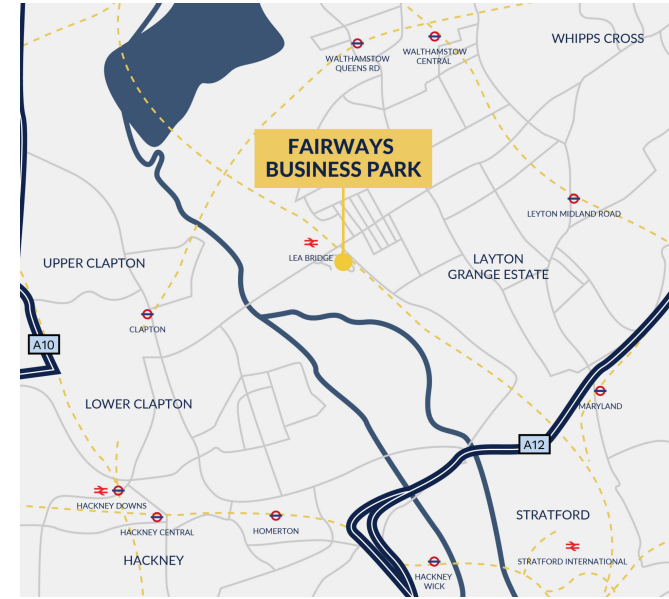 WHIPPS CROSS
WALTHAMSTOW
QUEENS RD
WALTHAMSTOW
CENTRAL
FAIRWAYS
BUSINESS PARK
LEYTON MIDLAND ROAD
LEA BRIDGE
UPPER CLAPTON
LAYTON
GRANGE ESTATE
CLAPTON
A10
LOWER CLAPTON
MARYLAND
A12
HACKNEY DOWNS
HACKNEY CENTRAL
HOMERTON
STRATFORD
HACKNEY
STRATFORD INTERNATIONAL
HACKNEY
WICK